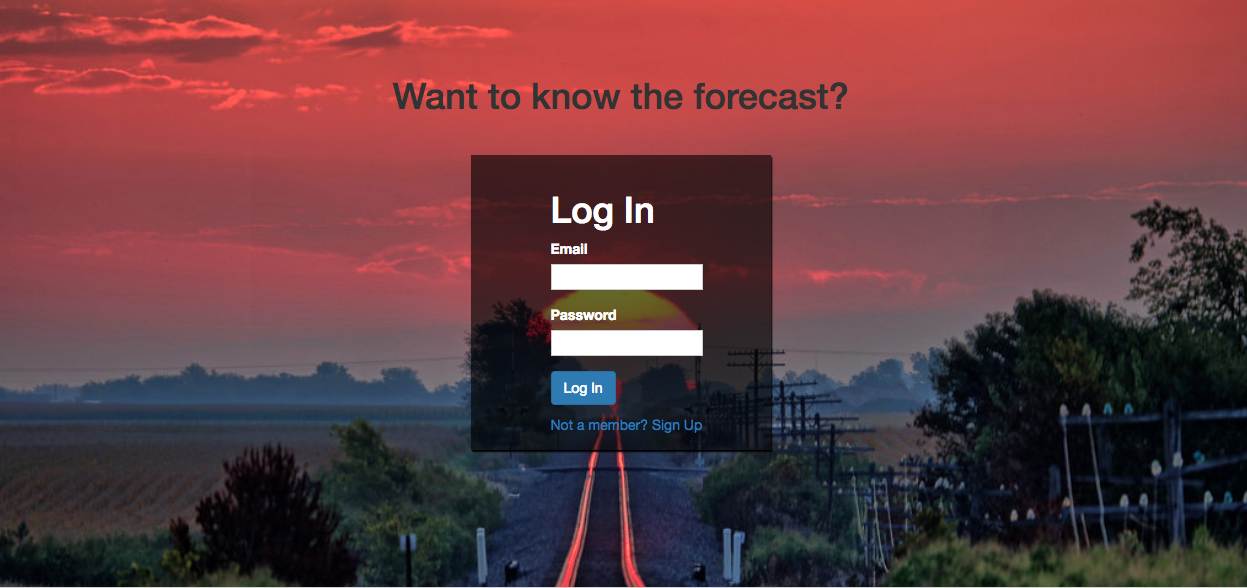 Want to know the forecast?
Log In
Email
Password
Log In
Not a member? Sign Up